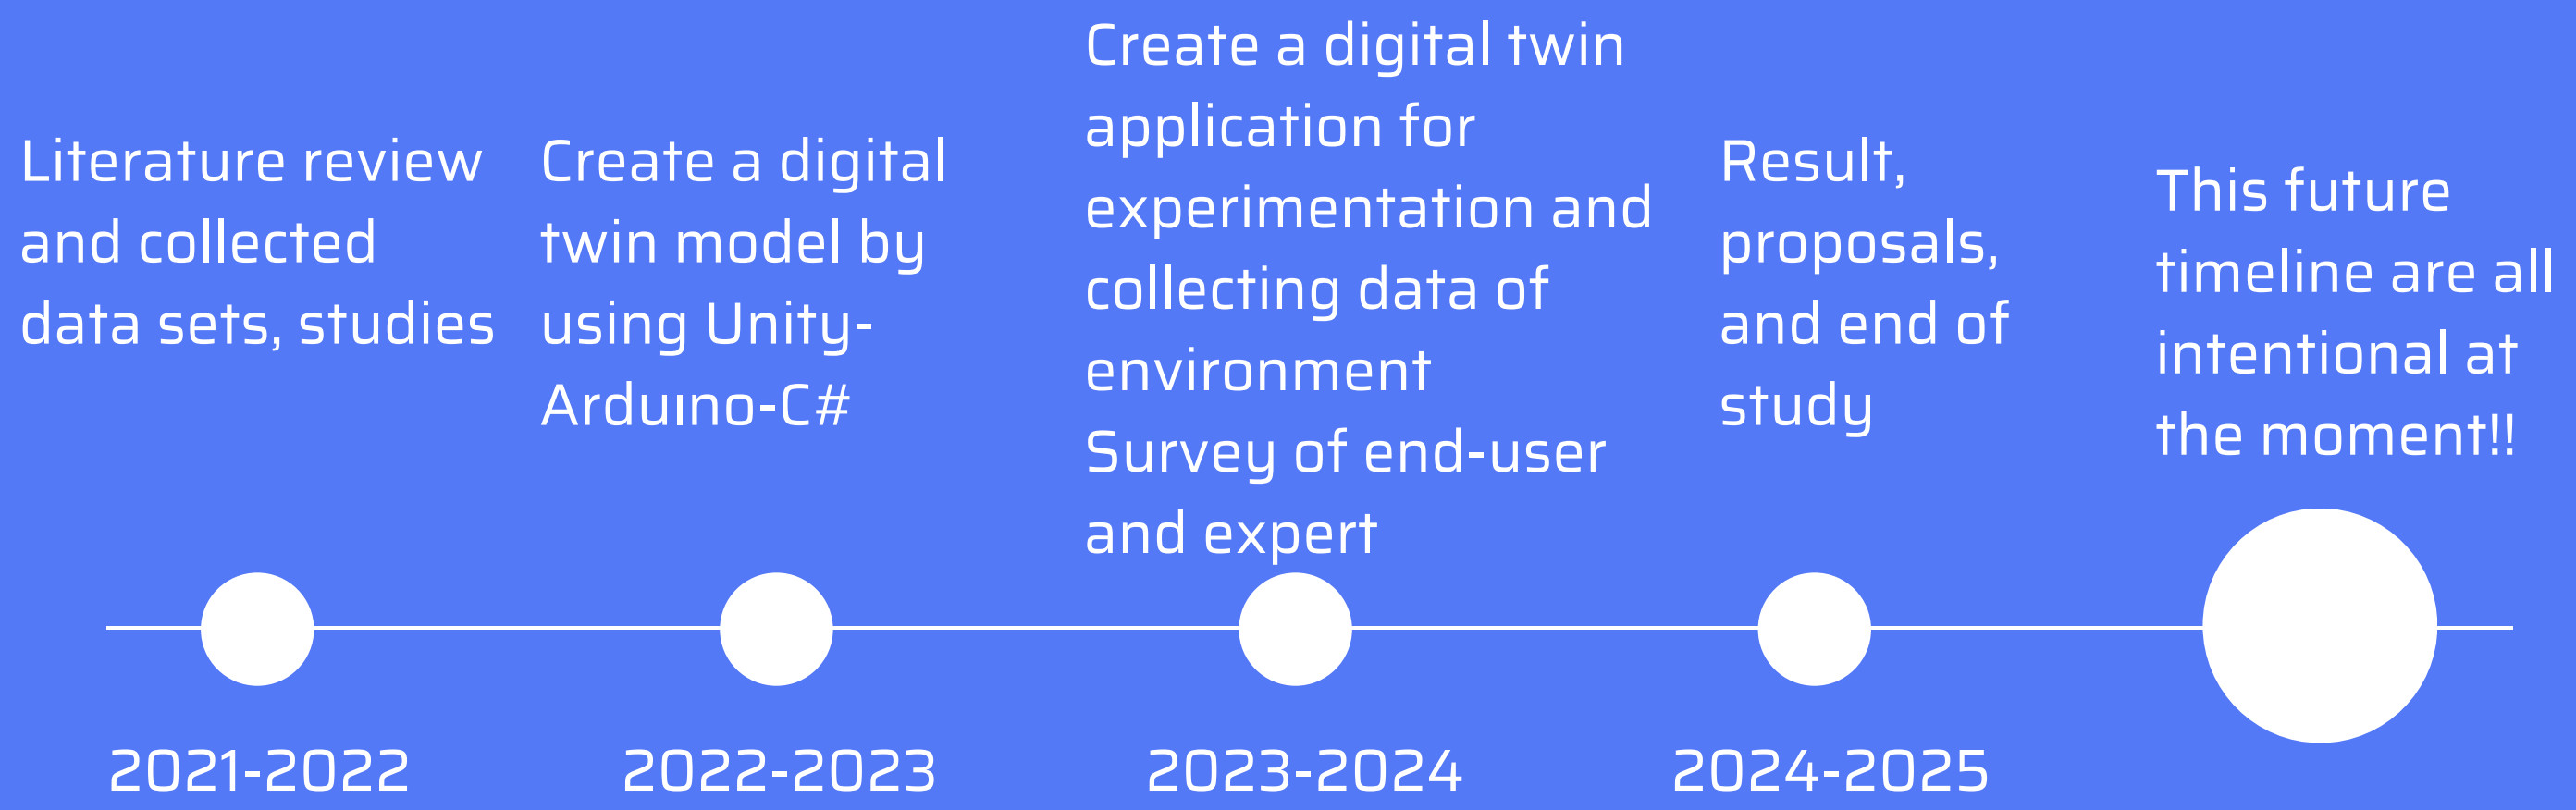 Literature review
and collected
data sets, studies
Create a digital
twin model by
using Unity-
Arduıno-C#
Create a digital twin
application for
experimentation and
collecting data of
environment
Survey of end-user
and expert
Result,
proposals,
and end of
study
This future
timeline are all
intentional at
the moment!!
2021-2022
2022-2023
2023-2024
2024-2025